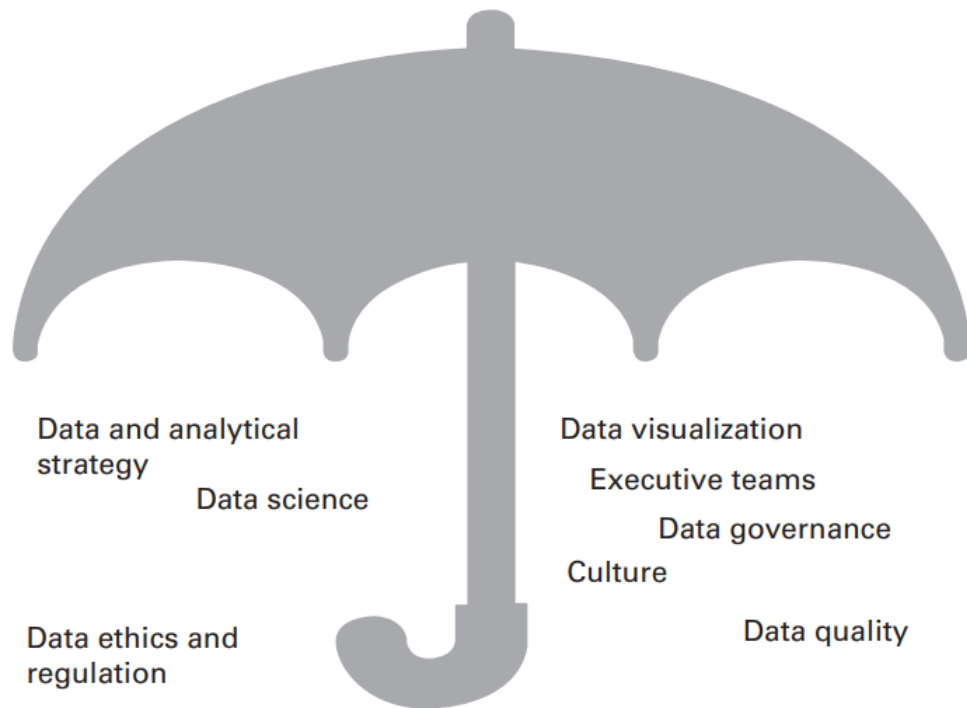 Data and analytical
strategy
Data science
Data ethics and
regulation
Data visualization
Executive teams
Data governance
Culture
Data quality